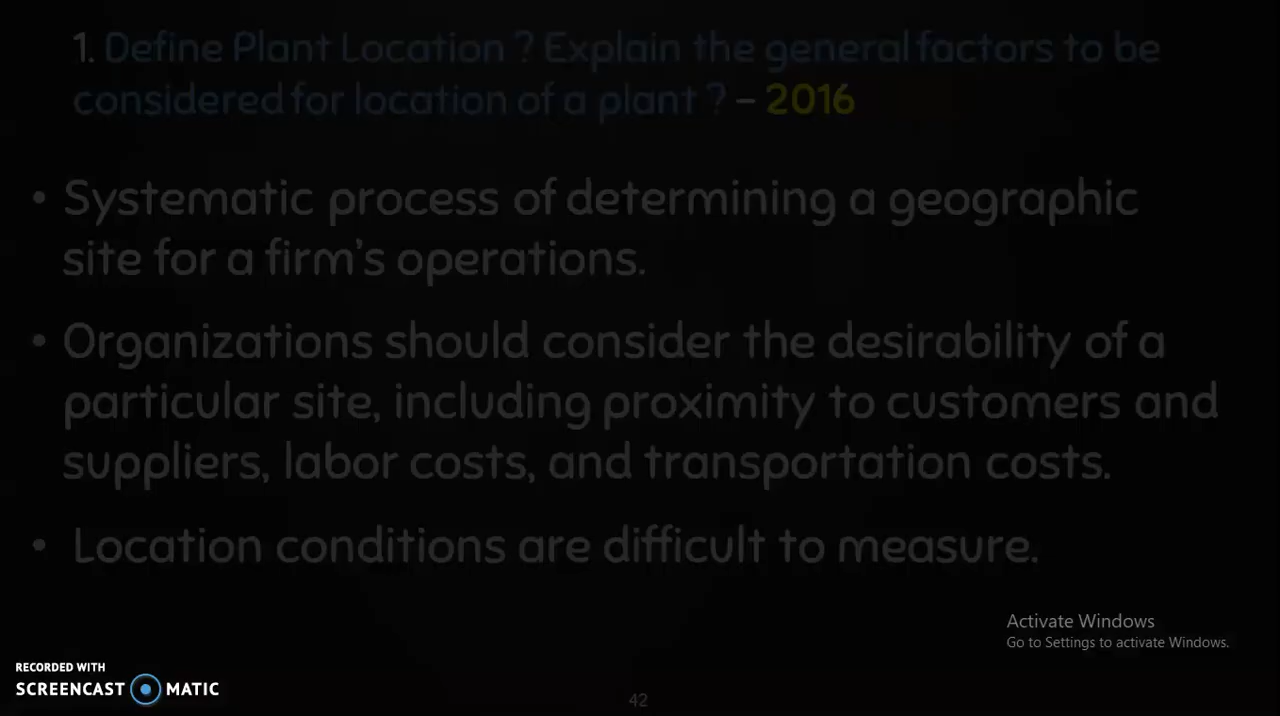 1. Define Plant Location ? Explain the general factors to be
considered for location of a plant ? – 2016
• Systematic process of determining a geographic
site for a firm's operations.
• Organizations should consider the desirability of a
particular site, including proximity to customers and
suppliers, labor costs, and transportation costs.
• Location conditions are difficult to measure.
Activate Windows
Go to Settings to activate Windows.
RECORDED WITH
SCREENCAST MATIC
42